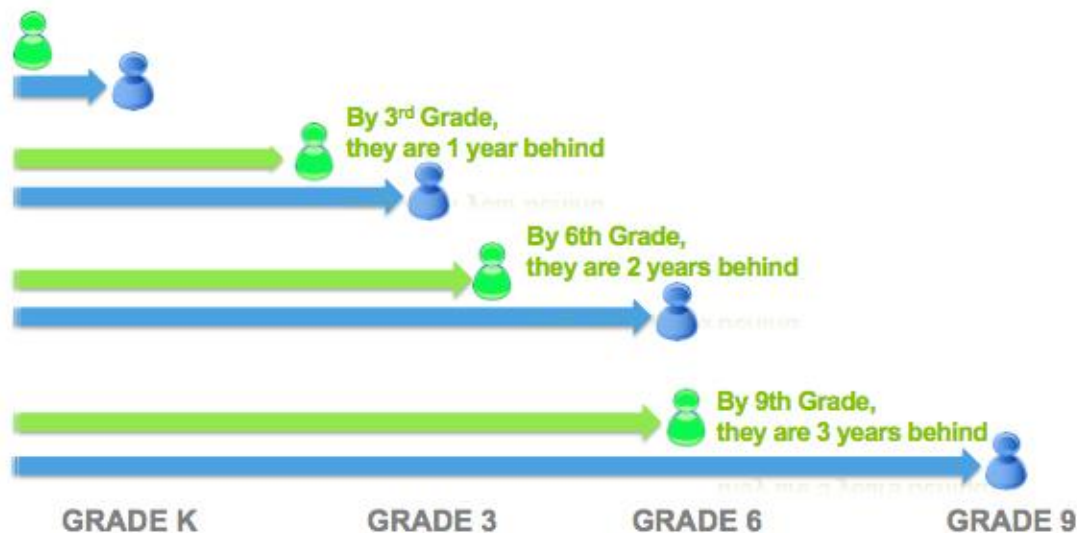 By 3rd Grade,
they are 1 year behind
By 6th Grade,
they are 2 years behind
By 9th Grade,
they are 3 years behind
GRADE K GRADE 3 GRADE 6 GRADE 9